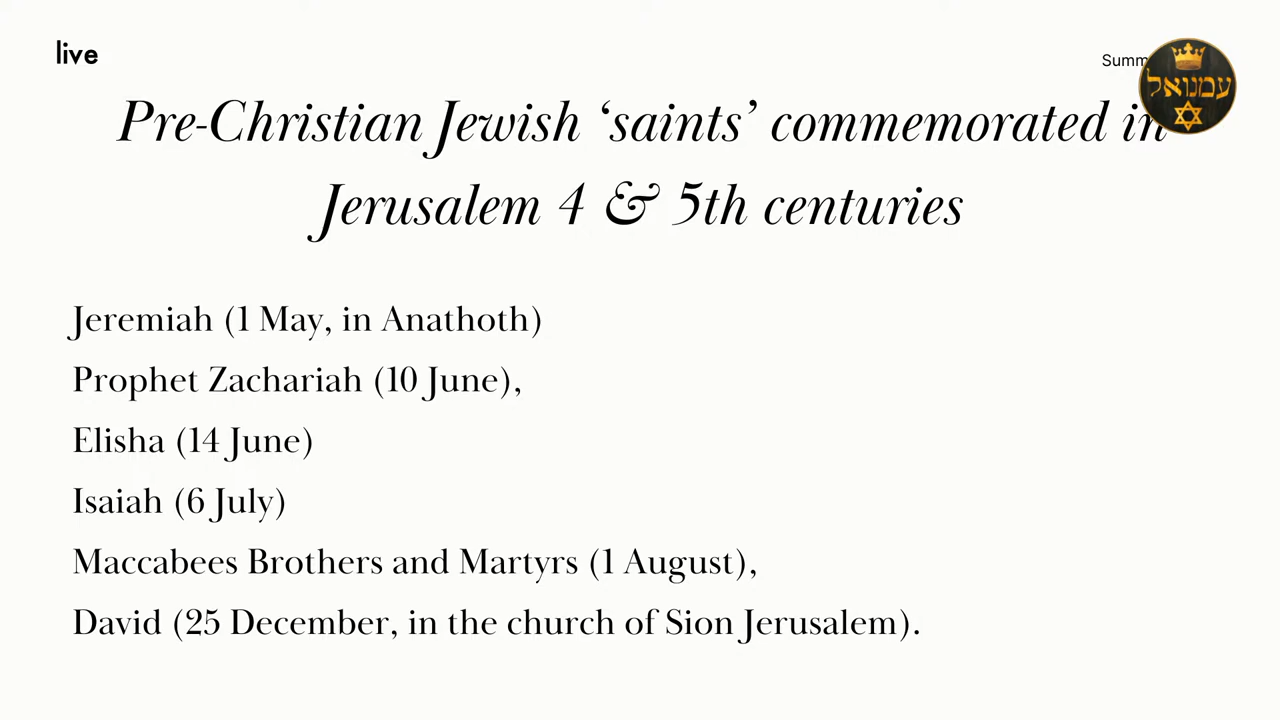 live
Summ
עמנואל
Pre-Christian Jewish ‘saints’ commemorated in
Jerusalem 4 & 5th centuries
Jeremiah (1 May, in Anathoth)
Prophet Zachariah (10 June),
Elisha (14 June)
Isaiah (6 July)
Maccabees Brothers and Martyrs (1 August),
David (25 December, in the church of Sion Jerusalem).